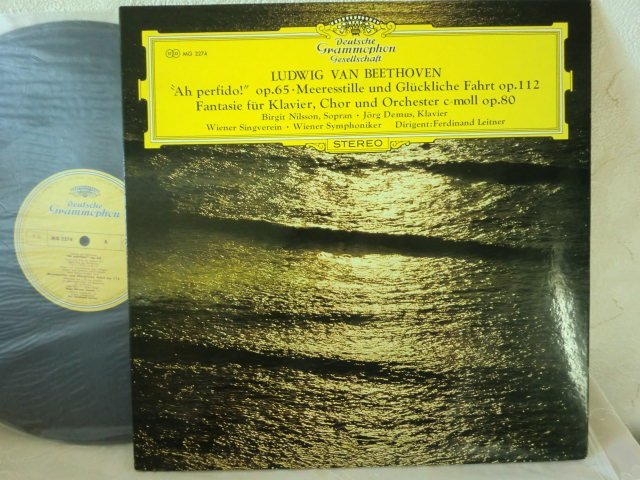 Deutsche
Grammophon
Gesellschaft
MG 2274
LUDWIG VAN BEETHOVEN
"Ah perfido!" op.65·Meeresstille und Glückliche Fahrt op.112
Fantasie für Klavier, Chor und Orchester c-moll op.80
Birgit Nilsson, Sopran · Jörg Demus, Klavier
Wiener Singverein · Wiener Symphoniker Dirigent:Ferdinand Leitner
STEREO
Deutsche
Grammophon
MG 2274
A